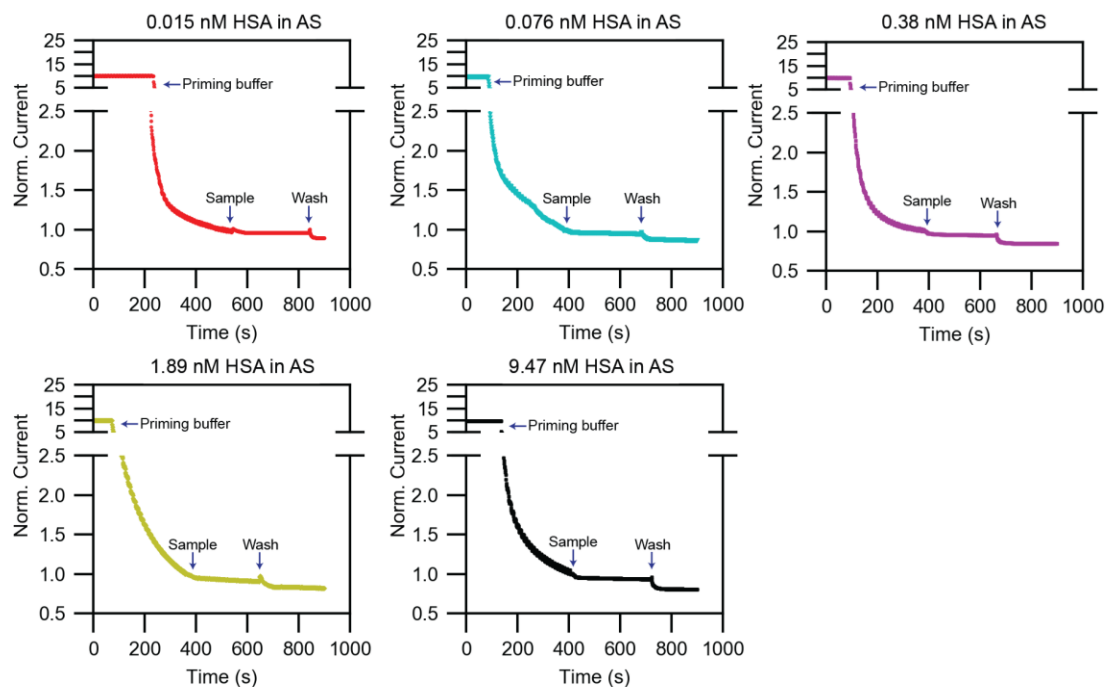 0.015 nM HSA in AS
25
15
5
2.5
2.0
1.5
1.0
0.5
Norm. Current
Priming buffer
Sample
Wash
0 200 400 600 800 1000
Time (s)
0.076 nM HSA in AS
25
15
5
2.5
2.0
1.5
1.0
0.5
Norm. Current
Priming buffer
Sample
Wash
0 200 400 600 800 1000
Time (s)
0.38 nM HSA in AS
25
15
5
2.5
2.0
1.5
1.0
0.5
Norm. Current
Priming buffer
Sample
Wash
0 200 400 600 800 1000
Time (s)
1.89 nM HSA in AS
25
15
5
2.5
2.0
1.5
1.0
0.5
Norm. Current
Priming buffer
Sample
Wash
0 200 400 600 800 1000
Time (s)
9.47 nM HSA in AS
25
15
5
2.5
2.0
1.5
1.0
0.5
Norm. Current
Priming buffer
Sample
Wash
0 200 400 600 800 1000
Time (s)